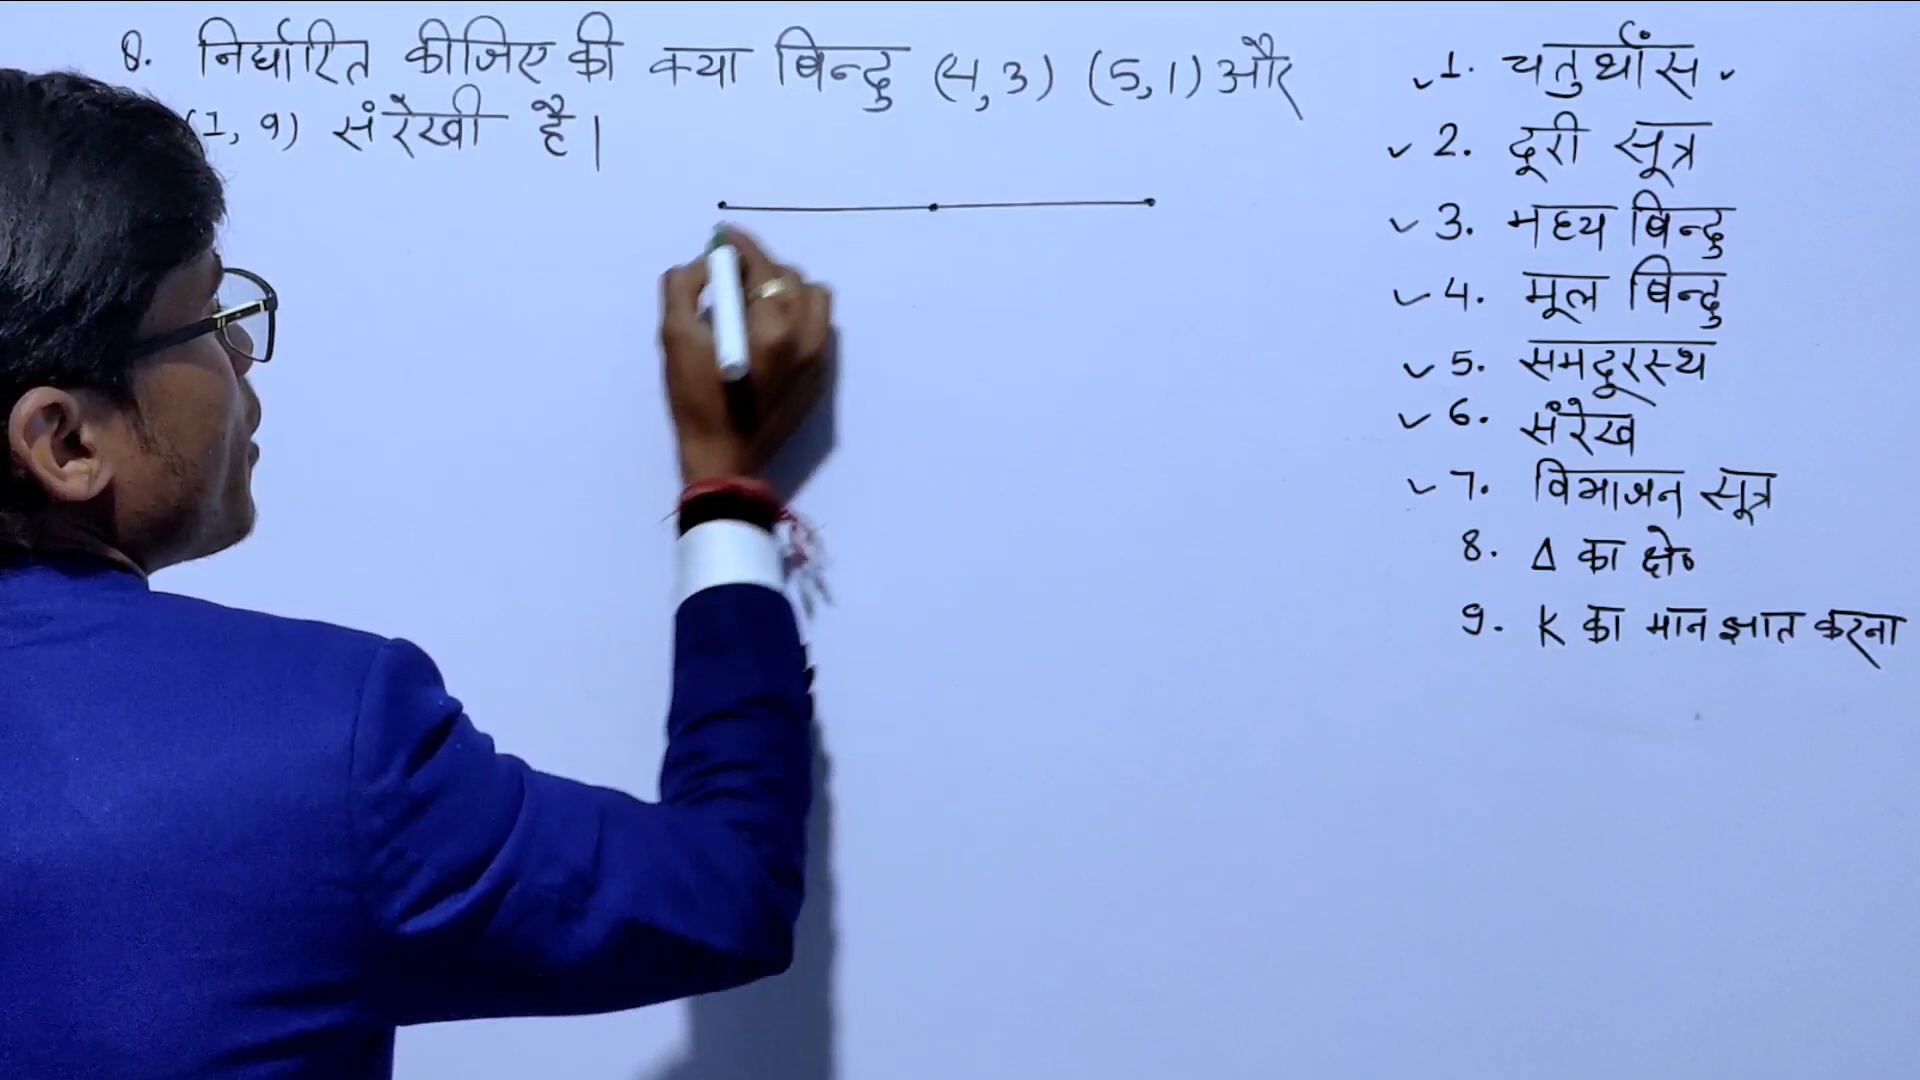 Q. निर्धारित कीजिए की क्या बिन्दु (4,3) (5,1) और
(1, 9) संरेखी है।
1. चतुर्थांस
2. दूरी सूत्र
3. मध्य बिन्दु
4. मूल बिन्दु
5. समदूरस्थ
6. संरेख
7. विभाजन सूत्र
8. Δ का क्षे०
9. K का मान ज्ञात करना